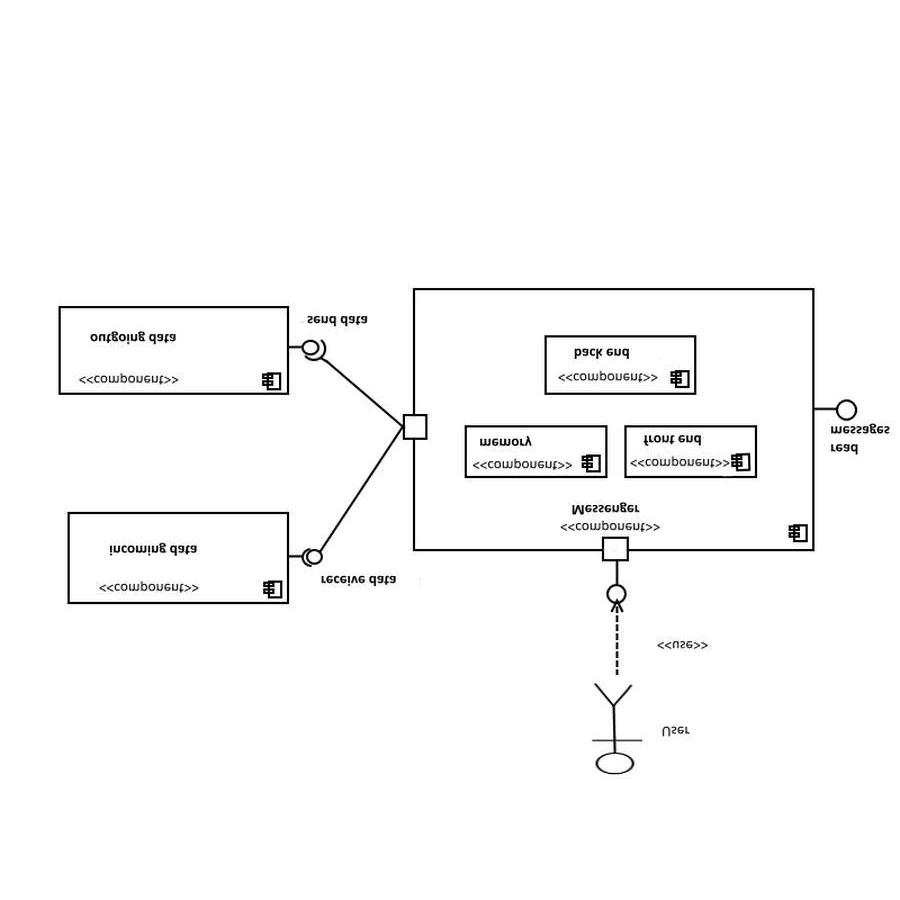 User
<<use>>
<<component>>
incoming data
receive data
<<component>>
Messenger
<<component>>
memory
<<component>>
front end
read
messages
<<component>>
back end
<<component>>
outgoing data
send data